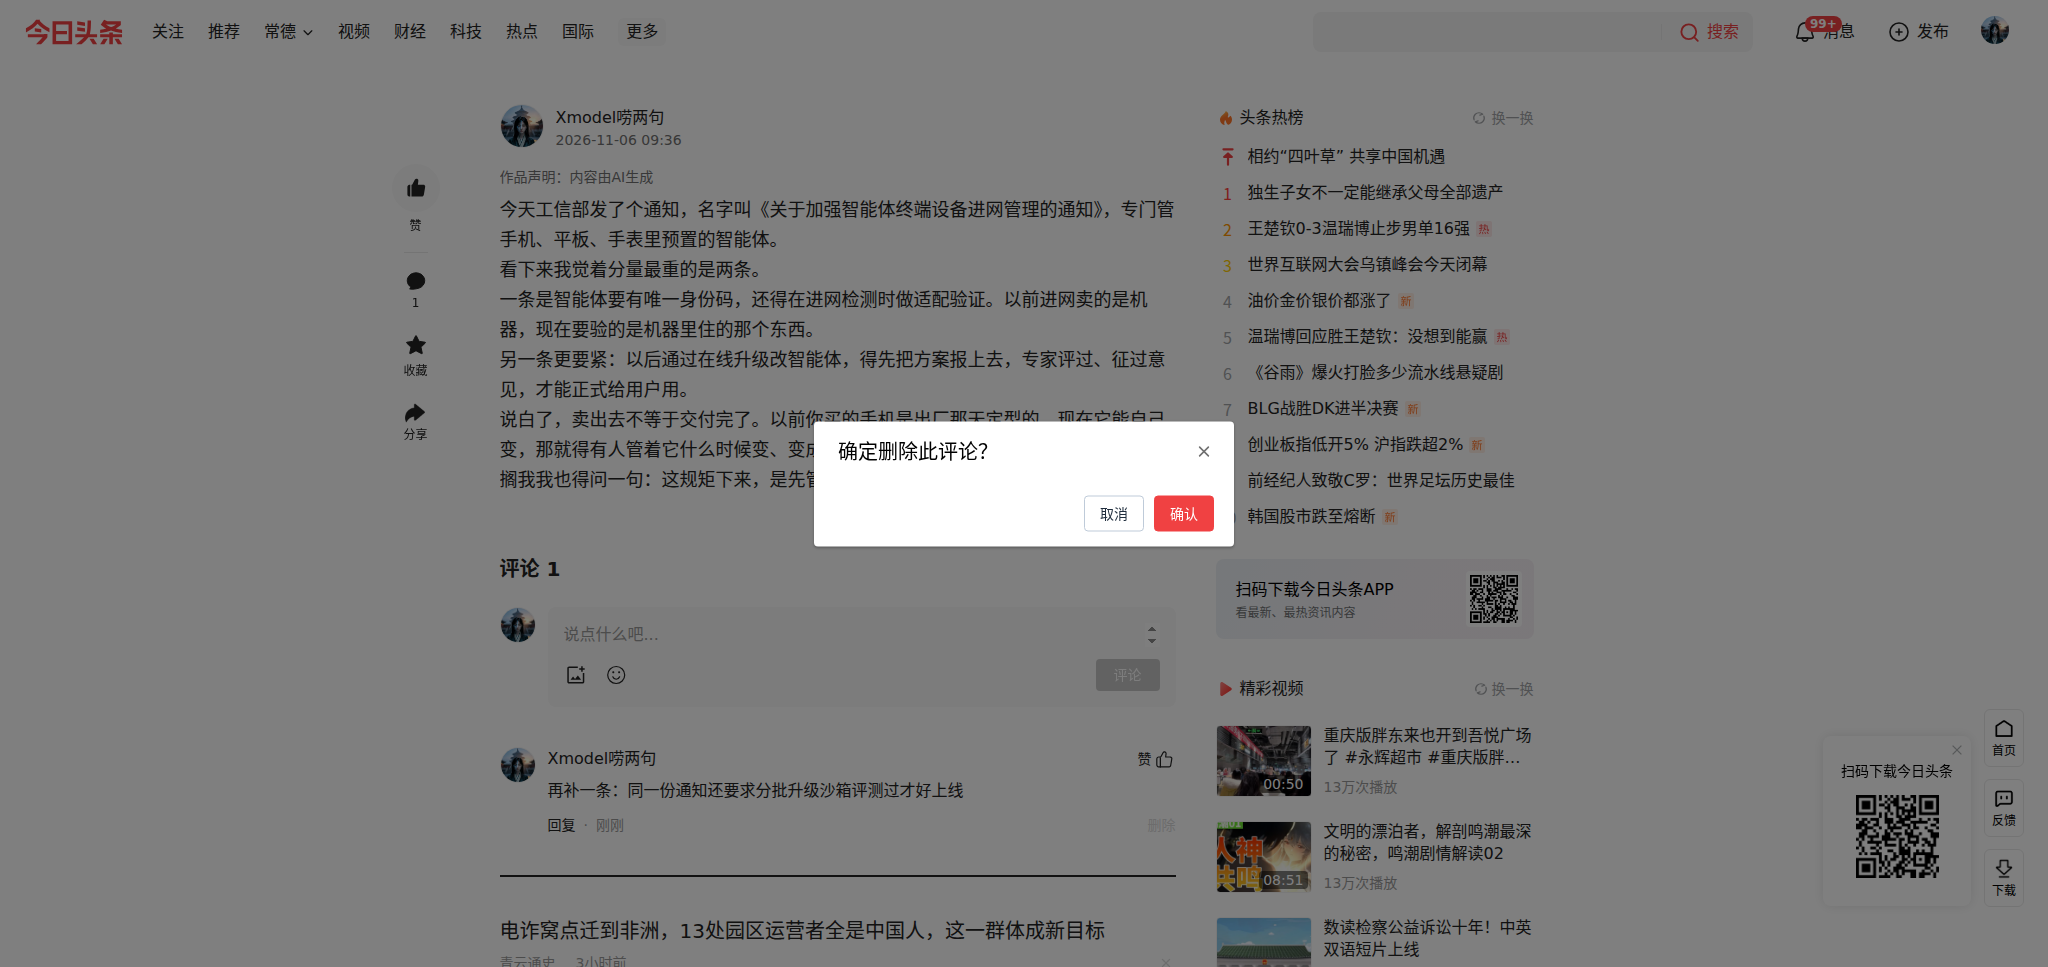 今日头条
关注
推荐
常德
视频
财经
科技
热点
国际
更多
搜索
99+
消息
发布
Xmodel唠两句
2026-11-06 09:36
作品声明：内容由AI生成
今天工信部发了个通知，名字叫《关于加强智能体终端设备进网管理的通知》，专门管
手机、平板、手表里预置的智能体。
看下来我觉着分量最重的是两条。
一条是智能体要有唯一身份码，还得在进网检测时做适配验证。以前进网卖的是机
器，现在要验的是机器里住的那个东西。
另一条更要紧：以后通过在线升级改智能体，得先把方案报上去，专家评过、征过意
见，才能正式给用户用。
说白了，卖出去不等于交付完了。以前你买的手机是出厂那天定型的，现在它能自己
变，那就得有人管着它什么时候变、变
搁我我也得问一句：这规矩下来，是先管
赞
1
收藏
分享
确定删除此评论？
取消
确认
评论 1
说点什么吧...
评论
Xmodel唠两句
赞
再补一条：同一份通知还要求分批升级沙箱评测过才好上线
回复 · 刚刚
删除
电诈窝点迁到非洲，13处园区运营者全是中国人，这一群体成新目标
青云通史 3小时前
头条热榜
换一换
相约“四叶草” 共享中国机遇
1 独生子女不一定能继承父母全部遗产
2 王楚钦0-3温瑞博止步男单16强 热
3 世界互联网大会乌镇峰会今天闭幕
4 油价金价银价都涨了 新
5 温瑞博回应胜王楚钦：没想到能赢 热
6 《谷雨》爆火打脸多少流水线悬疑剧
7 BLG战胜DK进半决赛 新
创业板指低开5% 沪指跌超2% 新
前经纪人致敬C罗：世界足坛历史最佳
韩国股市跌至熔断 新
扫码下载今日头条APP
看最新、最热资讯内容
精彩视频
换一换
00:50
重庆版胖东来也开到吾悦广场
了 #永辉超市 #重庆版胖...
13万次播放
人神
共鸣
08:51
文明的漂泊者，解剖鸣潮最深
的秘密，鸣潮剧情解读02
13万次播放
数读检察公益诉讼十年！中英
双语短片上线
扫码下载今日头条
首页
反馈
下载